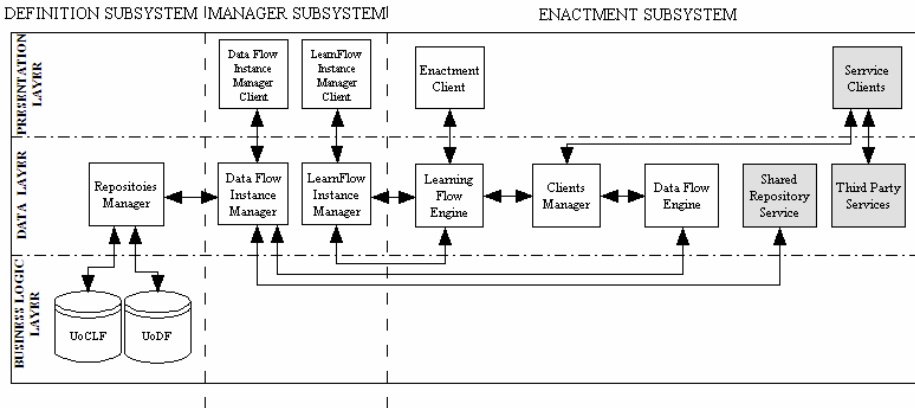 DEFINITION SUBSYSTEM
MANAGER SUBSYSTEM
ENACTMENT SUBSYSTEM
PRESENTATION
LAYER
Data Flow
Instance
Manager
Client
LearnFlow
Instance
Manager
Client
Enactment
Client
Serrvice
Clients
DATA LAYER
Repositoies
Manager
Data Flow
Instance
Manager
LearnFlow
Instance
Manager
Learning
Flow
Engine
Clients
Manager
Data Flow
Engine
Shared
Repository
Service
Third Party
Services
BUSINESS LOGIC
LAYER
UoCLF
UoDF